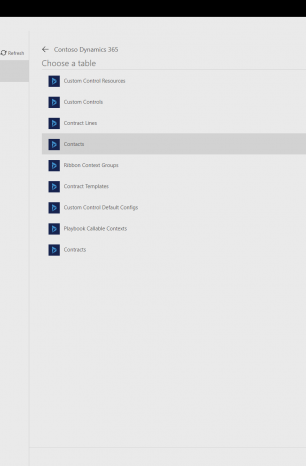 Refresh
Contoso Dynamics 365
Choose a table
Custom Control Resources
Custom Controls
Contract Lines
Contacts
Ribbon Context Groups
Contract Templates
Custom Control Default Configs
Playbook Callable Contexts
Contracts